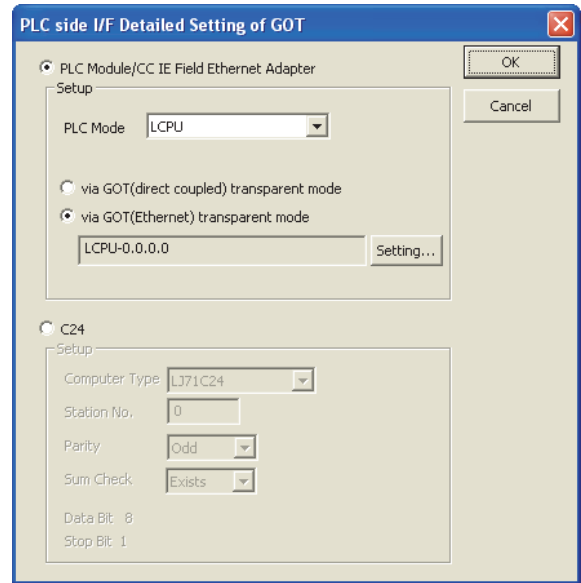 PLC side I/F Detailed Setting of GOT
PLC Module/CC IE Field Ethernet Adapter
OK
Setup
Cancel
PLC Mode LCPU
via GOT(direct coupled) transparent mode
via GOT(Ethernet) transparent mode
LCPU-0.0.0.0 Setting...
C24
Setup
Computer Type LJ71C24
Station No. 0
Parity Odd
Sum Check Exists
Data Bit 8
Stop Bit 1